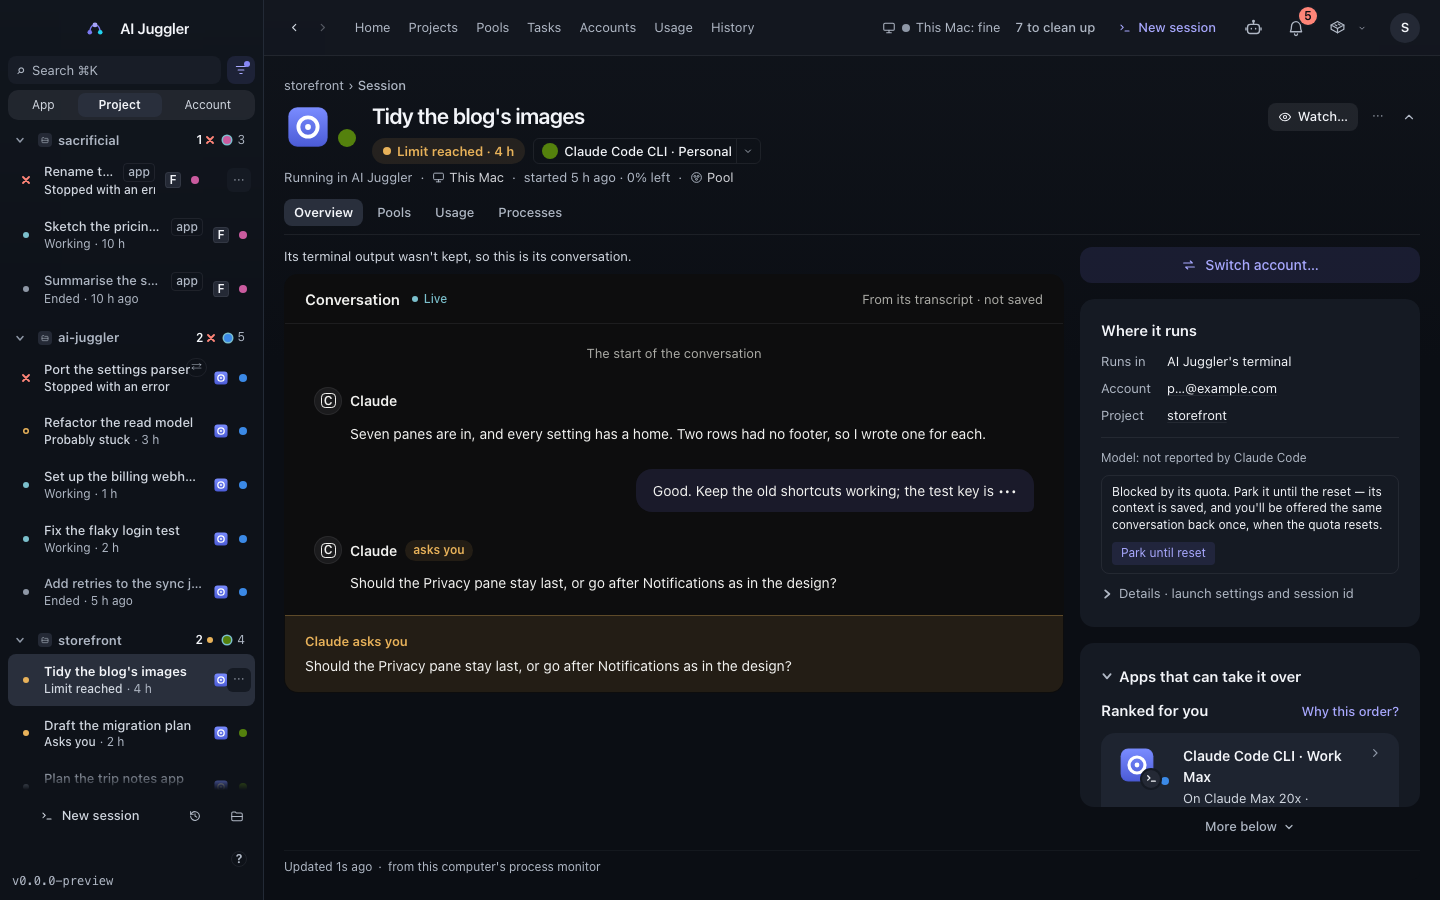 AI Juggler
Search ⌘K
App Project Account
sacrificial 1 3
Rename t... app F
Stopped with an err
Sketch the pricin... app F
Working · 10 h
Summarise the s... app F
Ended · 10 h ago
ai-juggler 2 5
Port the settings parser
Stopped with an error
Refactor the read model
Probably stuck · 3 h
Set up the billing webh...
Working · 1 h
Fix the flaky login test
Working · 2 h
Add retries to the sync j...
Ended · 5 h ago
storefront 2 4
Tidy the blog's images
Limit reached · 4 h
Draft the migration plan
Asks you · 2 h
Plan the trip notes app
New session
?
v0.0.0-preview
Home Projects Pools Tasks Accounts Usage History
This Mac: fine 7 to clean up New session 5 S
storefront › Session
Tidy the blog's images
Watch...
Limit reached · 4 h Claude Code CLI · Personal
Running in AI Juggler · This Mac · started 5 h ago · 0% left · Pool
Overview Pools Usage Processes
Its terminal output wasn't kept, so this is its conversation.
Conversation Live From its transcript · not saved
The start of the conversation
C Claude
Seven panes are in, and every setting has a home. Two rows had no footer, so I wrote one for each.
Good. Keep the old shortcuts working; the test key is •••
C Claude asks you
Should the Privacy pane stay last, or go after Notifications as in the design?
Claude asks you
Should the Privacy pane stay last, or go after Notifications as in the design?
Switch account...
Where it runs
Runs in AI Juggler's terminal
Account p...@example.com
Project storefront
Model: not reported by Claude Code
Blocked by its quota. Park it until the reset — its
context is saved, and you'll be offered the same
conversation back once, when the quota resets.
Park until reset
Details · launch settings and session id
Apps that can take it over
Ranked for you Why this order?
Claude Code CLI · Work
Max
On Claude Max 20x ·
More below
Updated 1s ago · from this computer's process monitor